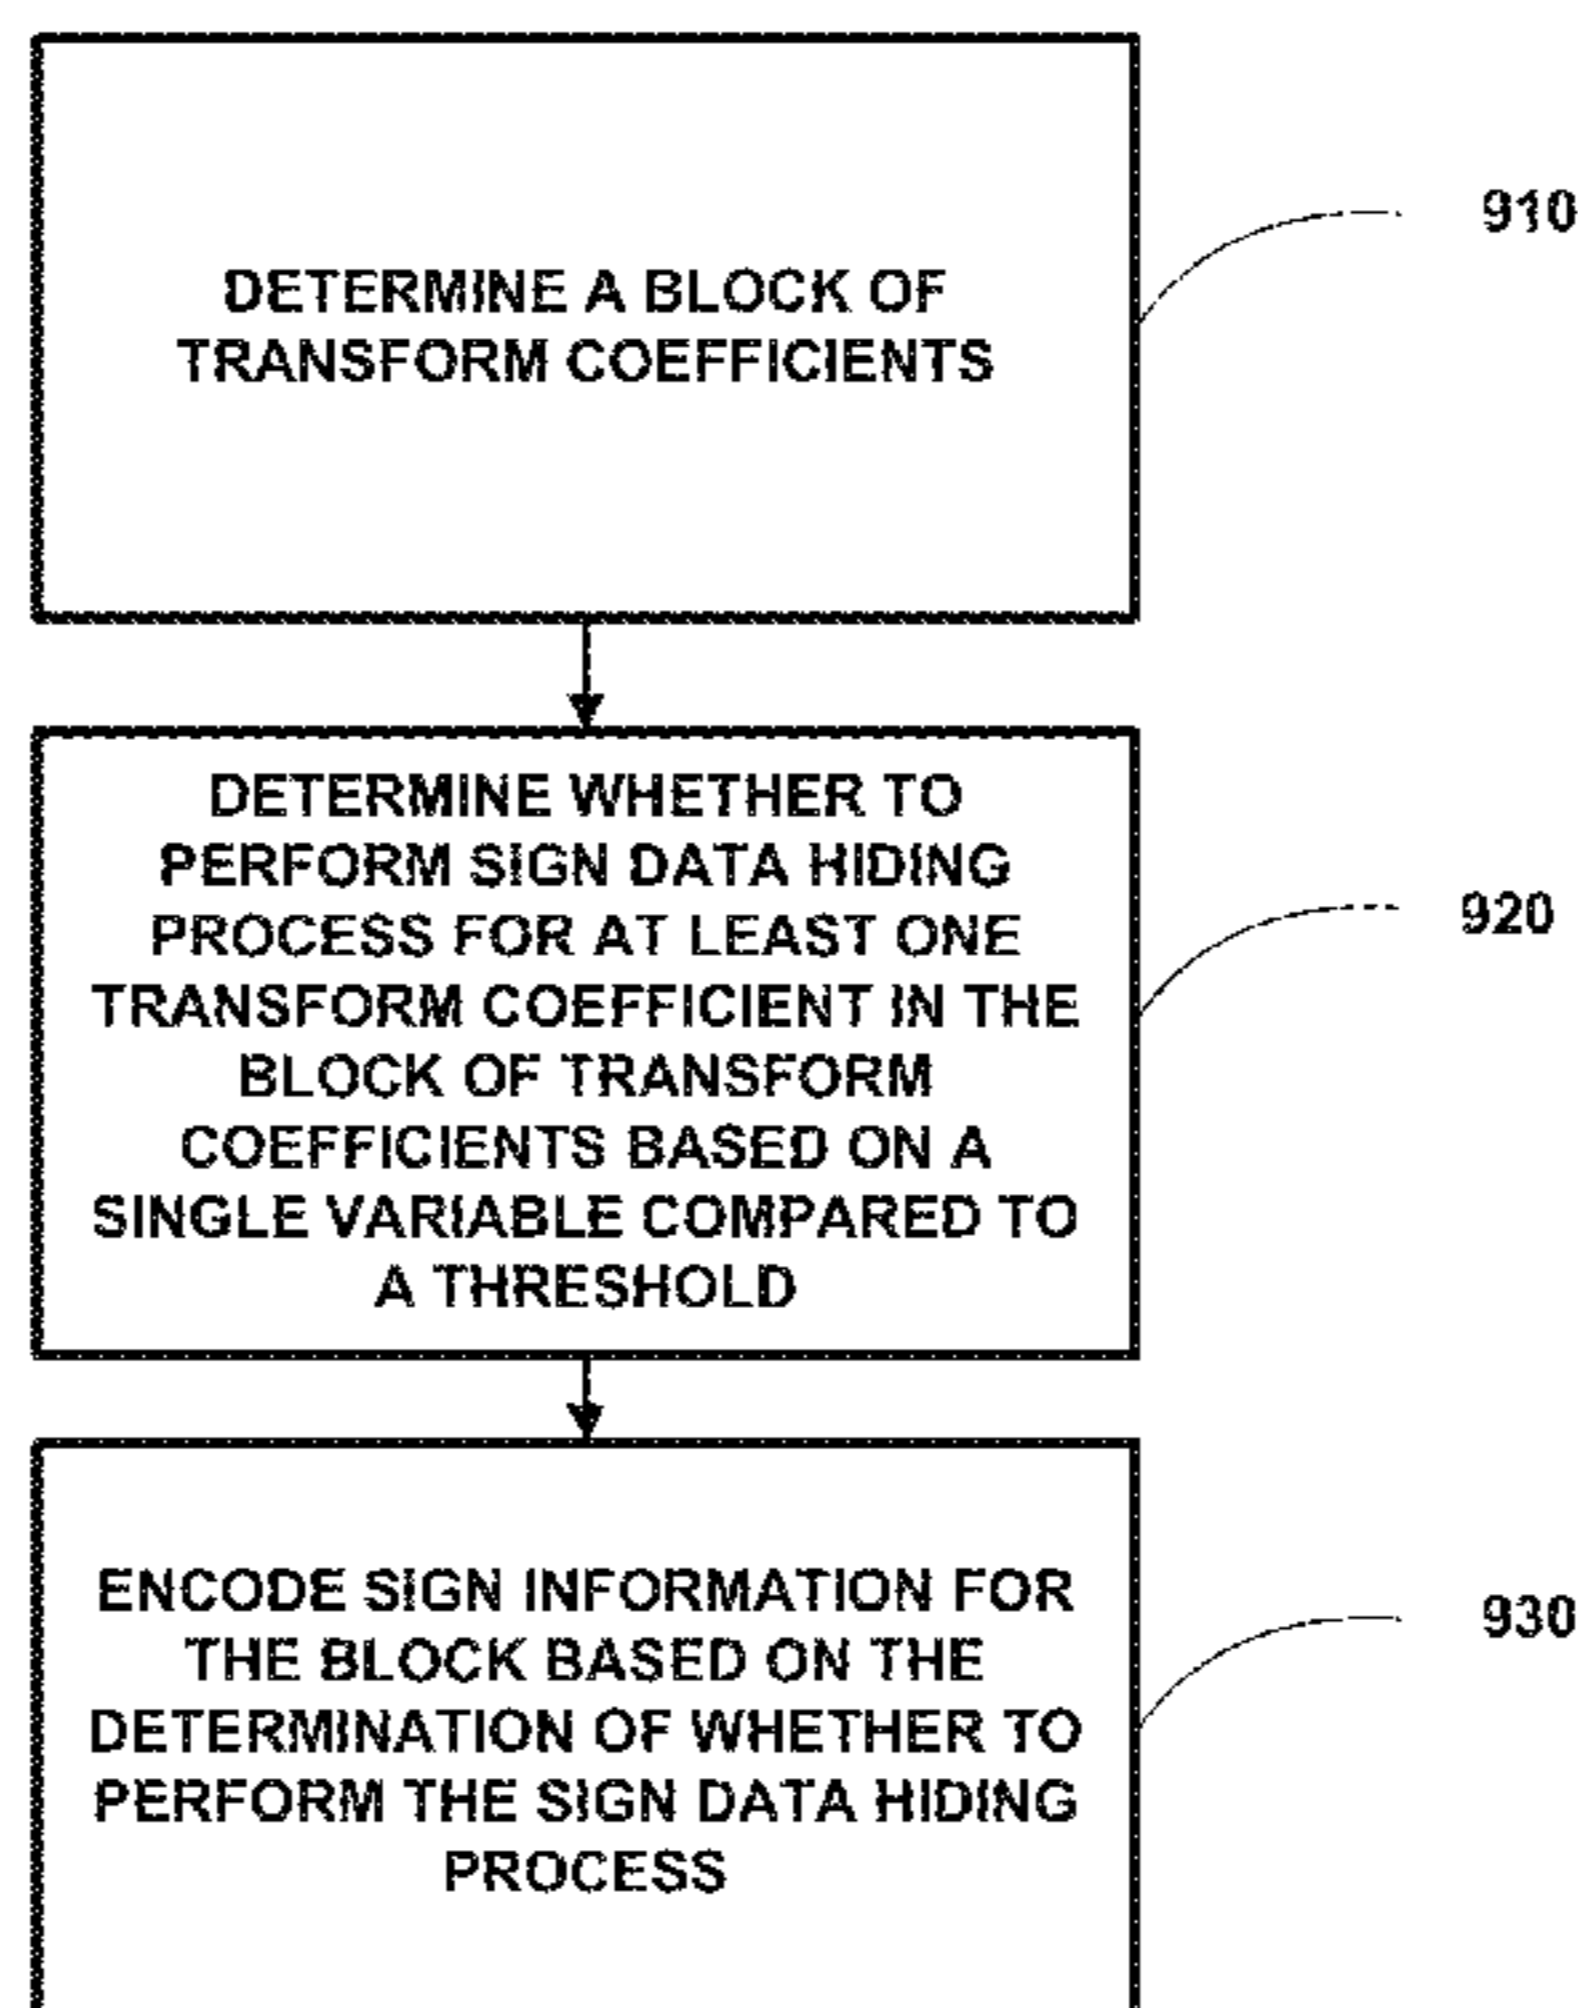 DETERMINE A BLOCK OF
TRANSFORM COEFFICIENTS
910
DETERMINE WHETHER TO
PERFORM SIGN DATA HIDING
PROCESS FOR AT LEAST ONE
TRANSFORM COEFFICIENT IN THE
BLOCK OF TRANSFORM
COEFFICIENTS BASED ON A
SINGLE VARIABLE COMPARED TO
A THRESHOLD
920
ENCODE SIGN INFORMATION FOR
THE BLOCK BASED ON THE
DETERMINATION OF WHETHER TO
PERFORM THE SIGN DATA HIDING
PROCESS
930